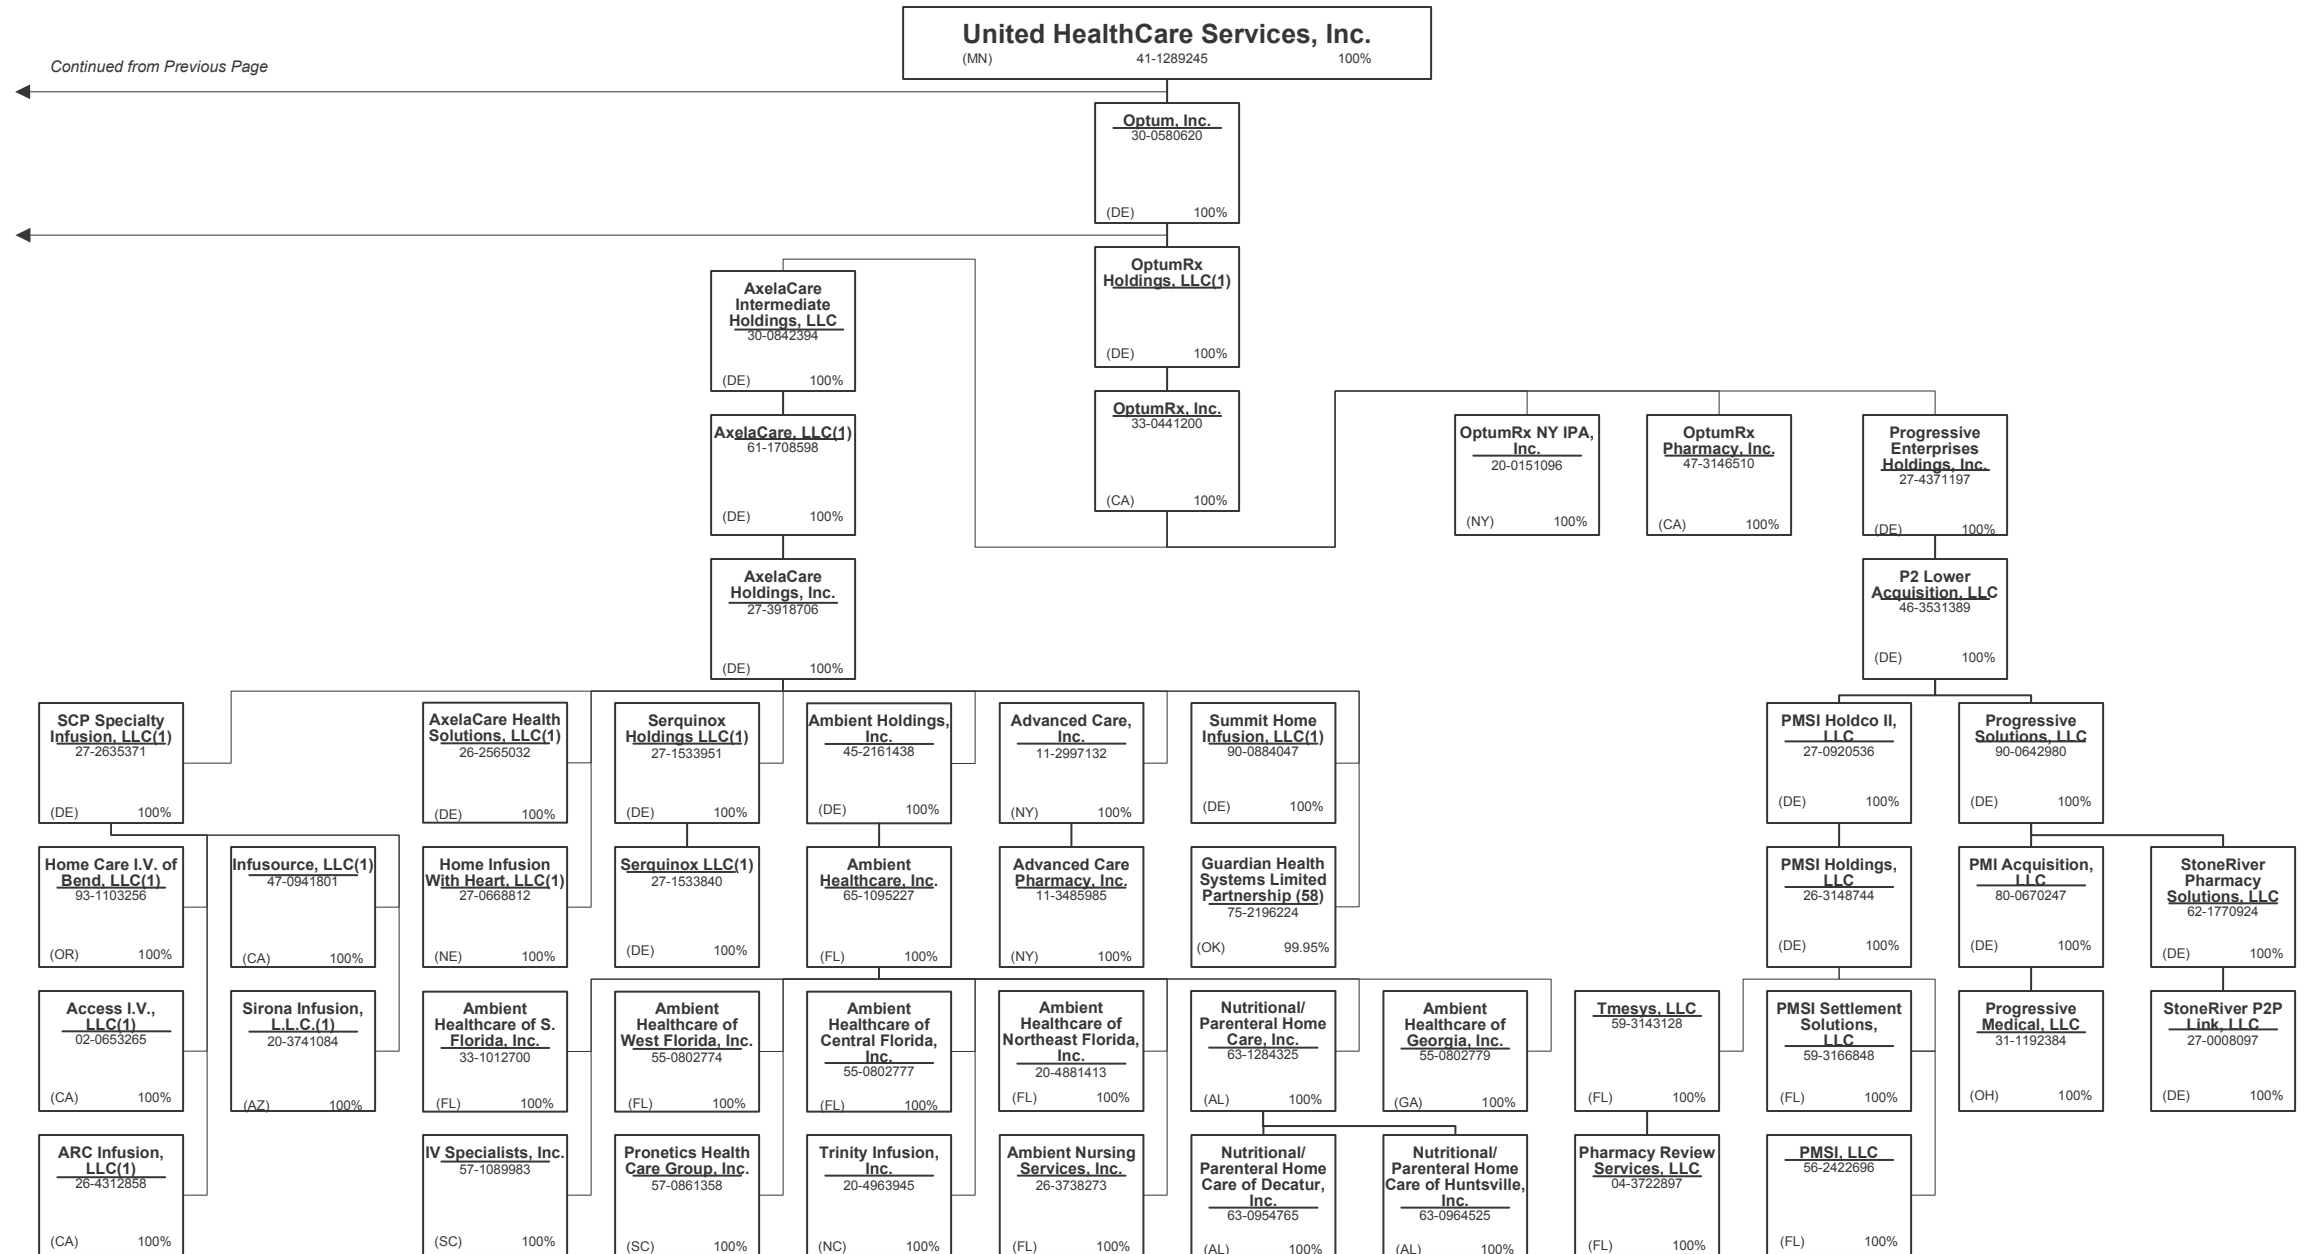 United HealthCare Services, Inc.
(MN) 41-1289245 100%
Continued from Previous Page
Optum, Inc.
30-0580620
(DE) 100%
OptumRx
Holdings, LLC(1)
(DE) 100%
AxelaCare
Intermediate
Holdings, LLC
30-0842394
(DE) 100%
OptumRx, Inc.
33-0441200
(CA) 100%
AxelaCare, LLC(1)
61-1708598
(DE) 100%
OptumRx NY IPA,
Inc.
20-0151096
(NY) 100%
OptumRx
Pharmacy, Inc.
47-3146510
(CA) 100%
Progressive
Enterprises
Holdings, Inc.
27-4371197
(DE) 100%
AxelaCare
Holdings, Inc.
27-3918706
(DE) 100%
P2 Lower
Acquisition, LLC
46-3531389
(DE) 100%
SCP Specialty
Infusion, LLC(1)
27-2635371
(DE) 100%
AxelaCare Health
Solutions, LLC(1)
26-2565032
(DE) 100%
Serquinox
Holdings LLC(1)
27-1533951
(DE) 100%
Ambient Holdings,
Inc.
45-2161438
(DE) 100%
Advanced Care,
Inc.
11-2997132
(NY) 100%
Summit Home
Infusion, LLC(1)
90-0884047
(DE) 100%
PMSI Holdco II,
LLC
27-0920536
(DE) 100%
Progressive
Solutions, LLC
90-0642980
(DE) 100%
Home Care I.V. of
Bend, LLC(1)
93-1103256
(OR) 100%
Infusource, LLC(1)
47-0941801
(CA) 100%
Home Infusion
With Heart, LLC(1)
27-0668812
(NE) 100%
Serquinox LLC(1)
27-1533840
(DE) 100%
Ambient
Healthcare, Inc.
65-1095227
(FL) 100%
Advanced Care
Pharmacy, Inc.
11-3485985
(NY) 100%
Guardian Health
Systems Limited
Partnership (58)
75-2196224
(OK) 99.95%
PMSI Holdings,
LLC
26-3148744
(DE) 100%
PMI Acquisition,
LLC
80-0670247
(DE) 100%
StoneRiver
Pharmacy
Solutions, LLC
62-1770924
(DE) 100%
Access I.V.,
LLC(1)
02-0653265
(CA) 100%
Sirona Infusion,
L.L.C.(1)
20-3741084
(AZ) 100%
Ambient
Healthcare of S.
Florida, Inc.
33-1012700
(FL) 100%
Ambient
Healthcare of
West Florida, Inc.
55-0802774
(FL) 100%
Ambient
Healthcare of
Central Florida,
Inc.
55-0802777
(FL) 100%
Ambient
Healthcare of
Northeast Florida,
Inc.
20-4881413
(FL) 100%
Nutritional/
Parenteral Home
Care, Inc.
63-1284325
(AL) 100%
Ambient
Healthcare of
Georgia, Inc.
55-0802779
(GA) 100%
Tmesys, LLC
59-3143128
(FL) 100%
PMSI Settlement
Solutions,
LLC
59-3166848
(FL) 100%
Progressive
Medical, LLC
31-1192384
(OH) 100%
StoneRiver P2P
Link, LLC
27-0008097
(DE) 100%
ARC Infusion,
LLC(1)
26-4312858
(CA) 100%
IV Specialists, Inc.
57-1089983
(SC) 100%
Pronetics Health
Care Group, Inc.
57-0861358
(SC) 100%
Trinity Infusion,
Inc.
20-4963945
(NC) 100%
Ambient Nursing
Services, Inc.
26-3738273
(FL) 100%
Nutritional/
Parenteral Home
Care of Decatur,
Inc.
63-0954765
(AL) 100%
Nutritional/
Parenteral Home
Care of Huntsville,
Inc.
63-0964525
(AL) 100%
Pharmacy Review
Services, LLC
04-3722897
(FL) 100%
PMSI, LLC
56-2422696
(FL) 100%